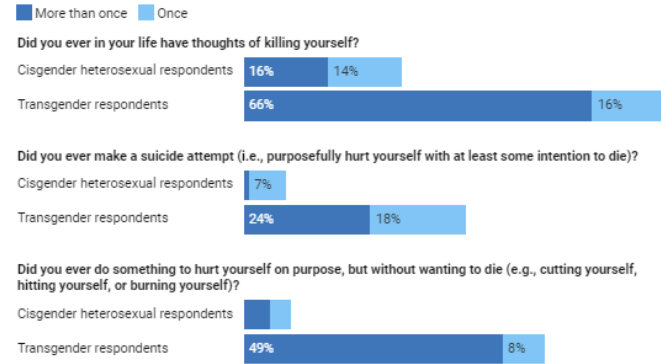 More than once Once
Did you ever in your life have thoughts of killing yourself?
Cisgender heterosexual respondents 16% 14%
Transgender respondents 66% 16%
Did you ever make a suicide attempt (i.e., purposefully hurt yourself with at least some intention to die)?
Cisgender heterosexual respondents 7%
Transgender respondents 24% 18%
Did you ever do something to hurt yourself on purpose, but without wanting to die (e.g., cutting yourself,
hitting yourself, or burning yourself)?
Cisgender heterosexual respondents
Transgender respondents 49% 8%